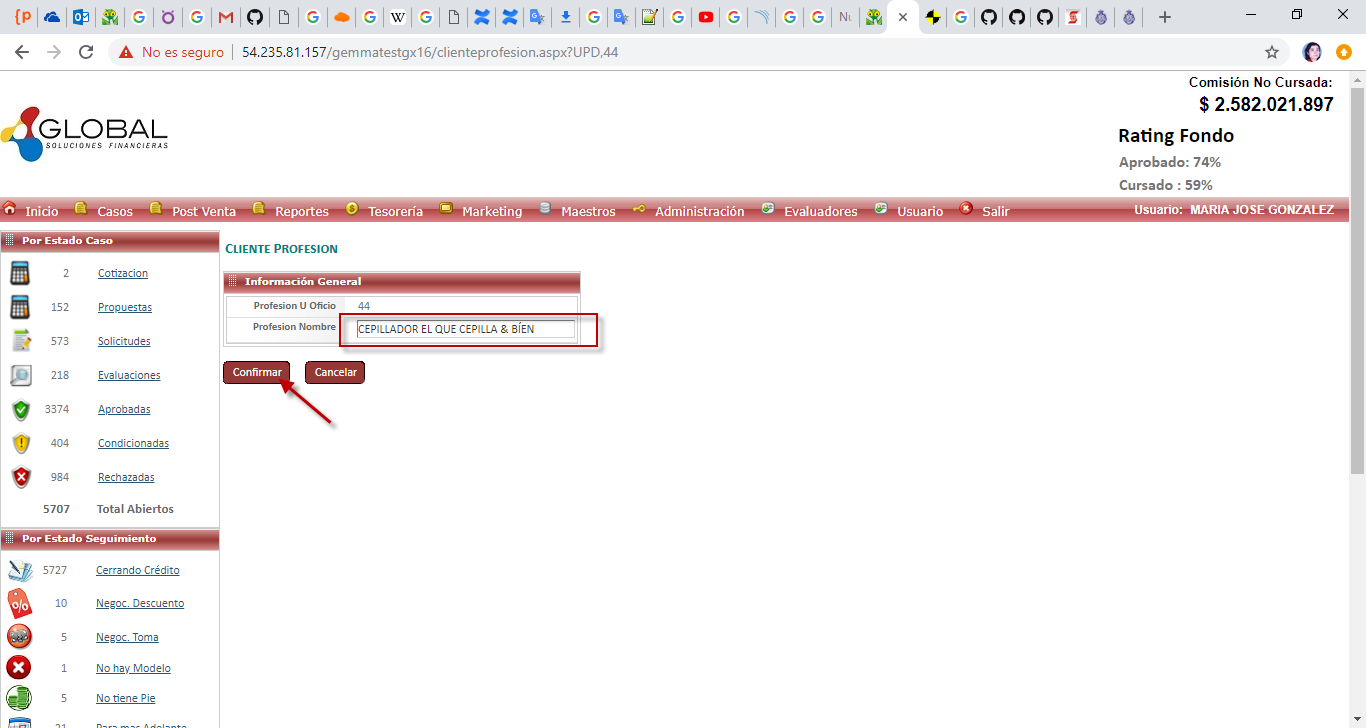 No es seguro | 54.235.81.157/gemmatestgx16/clienteprofesion.aspx?UPD,44
Comisión No Cursada:
$ 2.582.021.897
GLOBAL
SOLUCIONES FINANCIERAS
Rating Fondo
Aprobado: 74%
Cursado : 59%
Inicio Casos Post Venta Reportes Tesorería Marketing Maestros Administración Evaluadores Usuario Salir Usuario: MARIA JOSE GONZALEZ
Por Estado Caso
2 Cotizacion
152 Propuestas
573 Solicitudes
218 Evaluaciones
3374 Aprobadas
404 Condicionadas
984 Rechazadas
5707 Total Abiertos
Por Estado Seguimiento
5727 Cerrando Crédito
10 Negoc. Descuento
5 Negoc. Toma
1 No hay Modelo
5 No tiene Pie
21 Para mas Adelante
CLIENTE PROFESION
Información General
Profesion U Oficio 44
Profesion Nombre CEPILLADOR EL QUE CEPILLA & BÍEN
Confirmar Cancelar